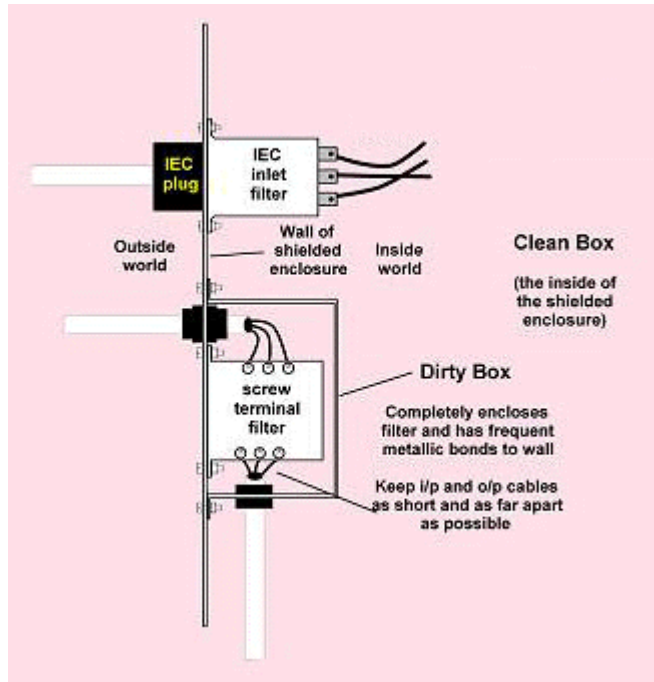 IEC
plug
IEC
inlet
filter
Outside
world
Wall of
shielded
enclosure
Inside
world
Clean Box
(the inside of
the shielded
enclosure)
screw
terminal
filter
Dirty Box
Completely encloses
filter and has frequent
metallic bonds to wall
Keep i/p and o/p cables
as short and as far apart
as possible